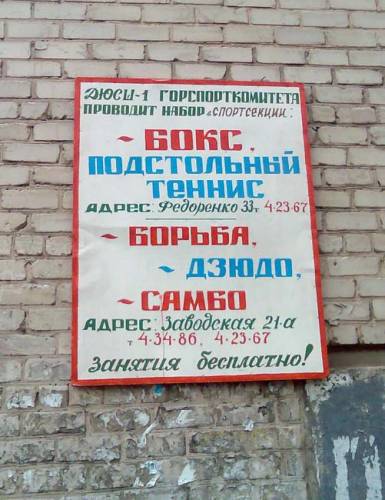 ДЮСШ-1 ГОРСПОРТКОМИТЕТА
ПРОВОДИТ НАБОР в СПОРТСЕКЦИИ:
~ БОКС,
ПОДСТОЛЬНЫЙ
ТЕННИС
АДРЕС: Федоренко 33 т 4-23-67
~ БОРЬБА,
~ ДЗЮДО,
~ САМБО
АДРЕС: Заводская 21-а
т 4-34-86, 4-23-67
Занятия бесплатно!